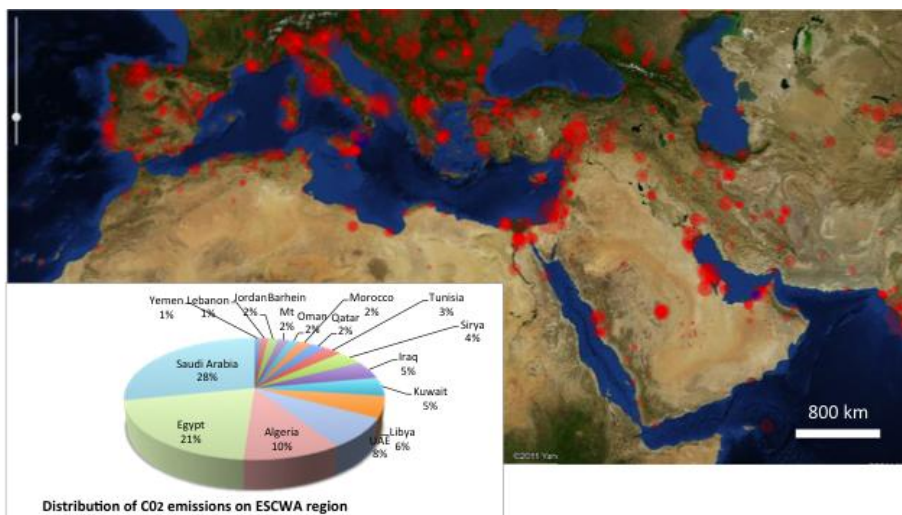 Yemen
1%
Lebanon
1%
Jordan
2%
Barhein
Mt
2%
Oman
2%
Morocco
2%
Qatar
2%
Tunisia
3%
Sirya
4%
Iraq
5%
Kuwait
5%
Libya
6%
UAE
8%
Algeria
10%
Egypt
21%
Saudi Arabia
28%
Distribution of C02 emissions on ESCWA region
800 km
©2011